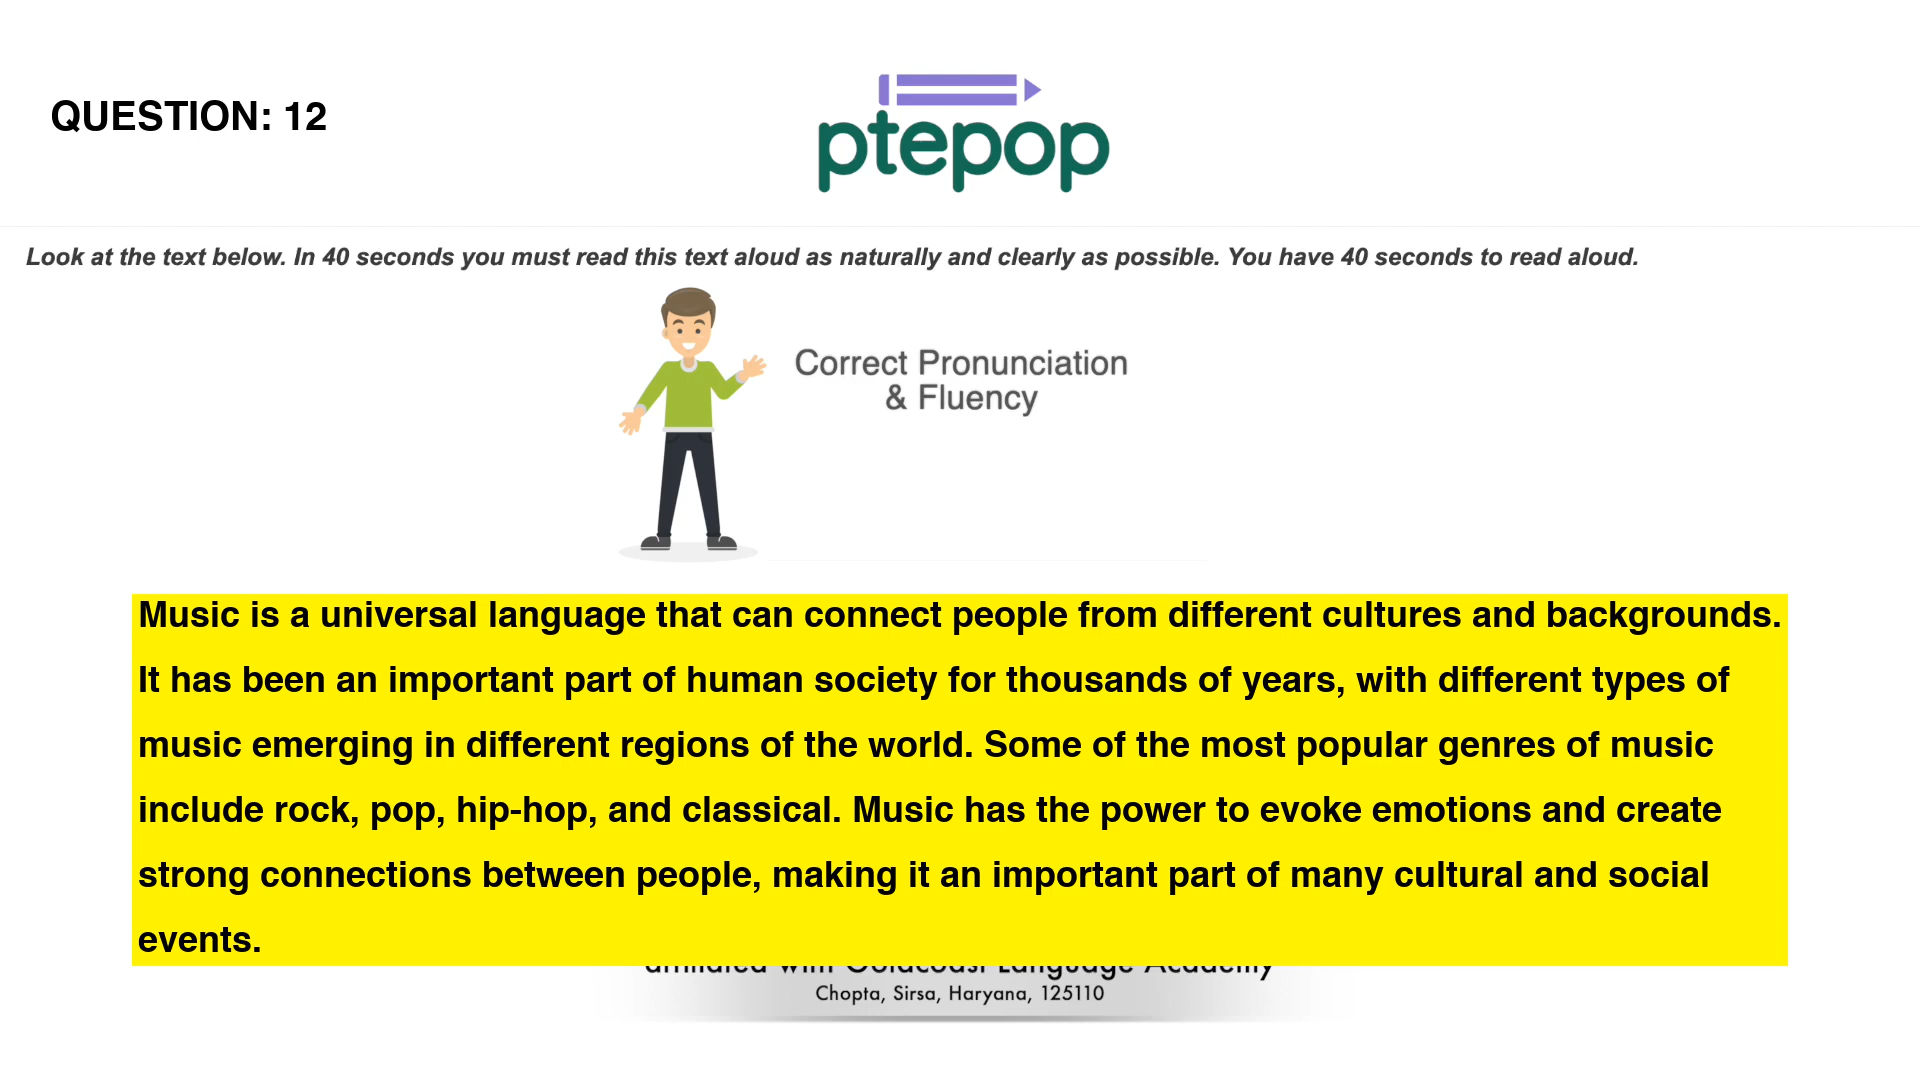 QUESTION: 12
ptepop
Look at the text below. In 40 seconds you must read this text aloud as naturally and clearly as possible. You have 40 seconds to read aloud.
Correct Pronunciation
& Fluency
Music is a universal language that can connect people from different cultures and backgrounds.
It has been an important part of human society for thousands of years, with different types of
music emerging in different regions of the world. Some of the most popular genres of music
include rock, pop, hip-hop, and classical. Music has the power to evoke emotions and create
strong connections between people, making it an important part of many cultural and social
events.
affiliated with Goldcoast Language Academy
Chopta, Sirsa, Haryana, 125110